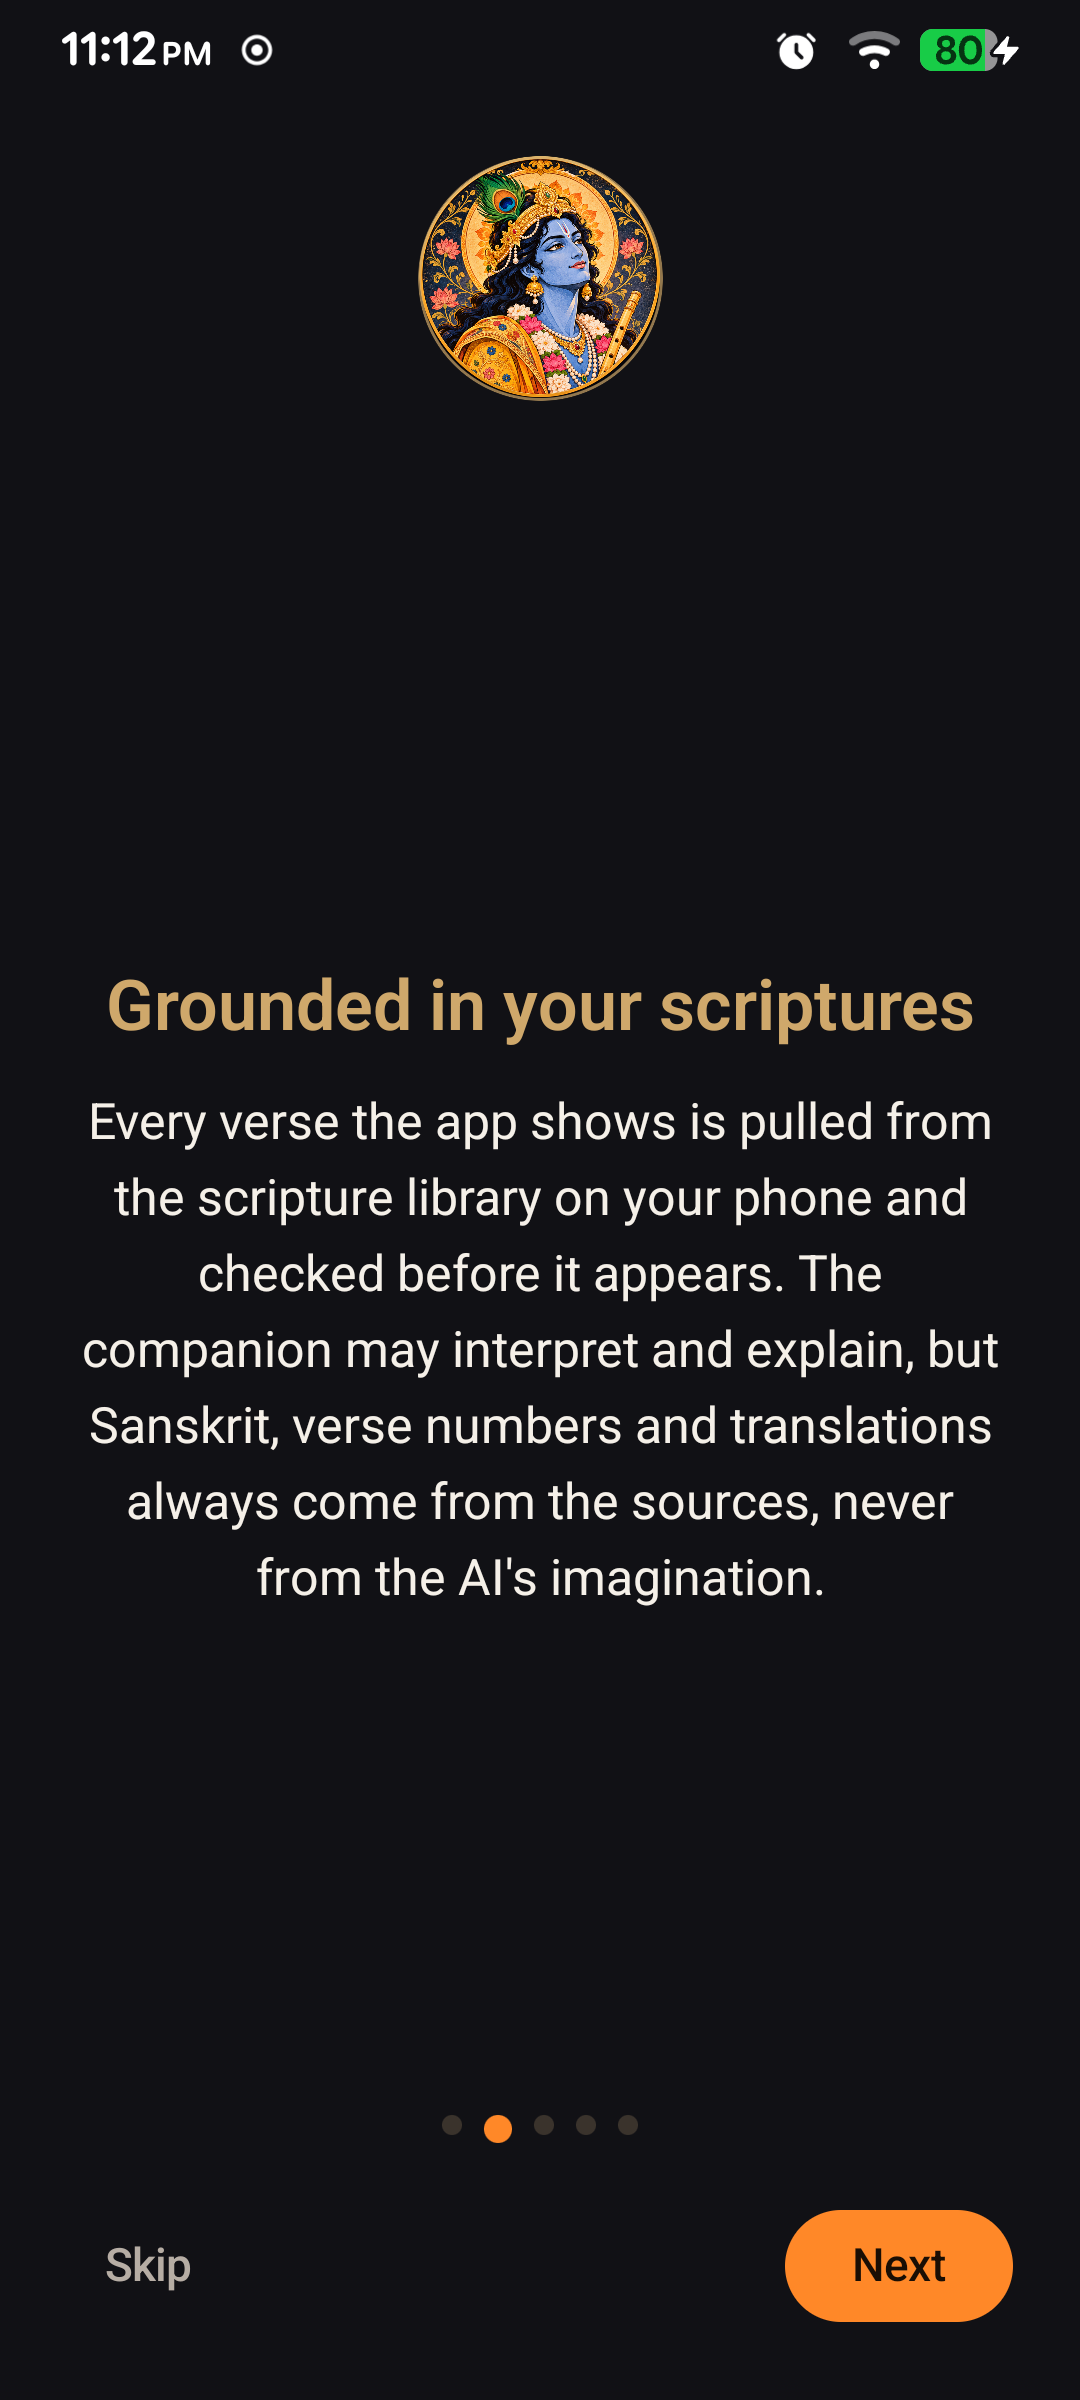 11:12 PM
80
Grounded in your scriptures
Every verse the app shows is pulled from
the scripture library on your phone and
checked before it appears. The
companion may interpret and explain, but
Sanskrit, verse numbers and translations
always come from the sources, never
from the AI's imagination.
Skip
Next